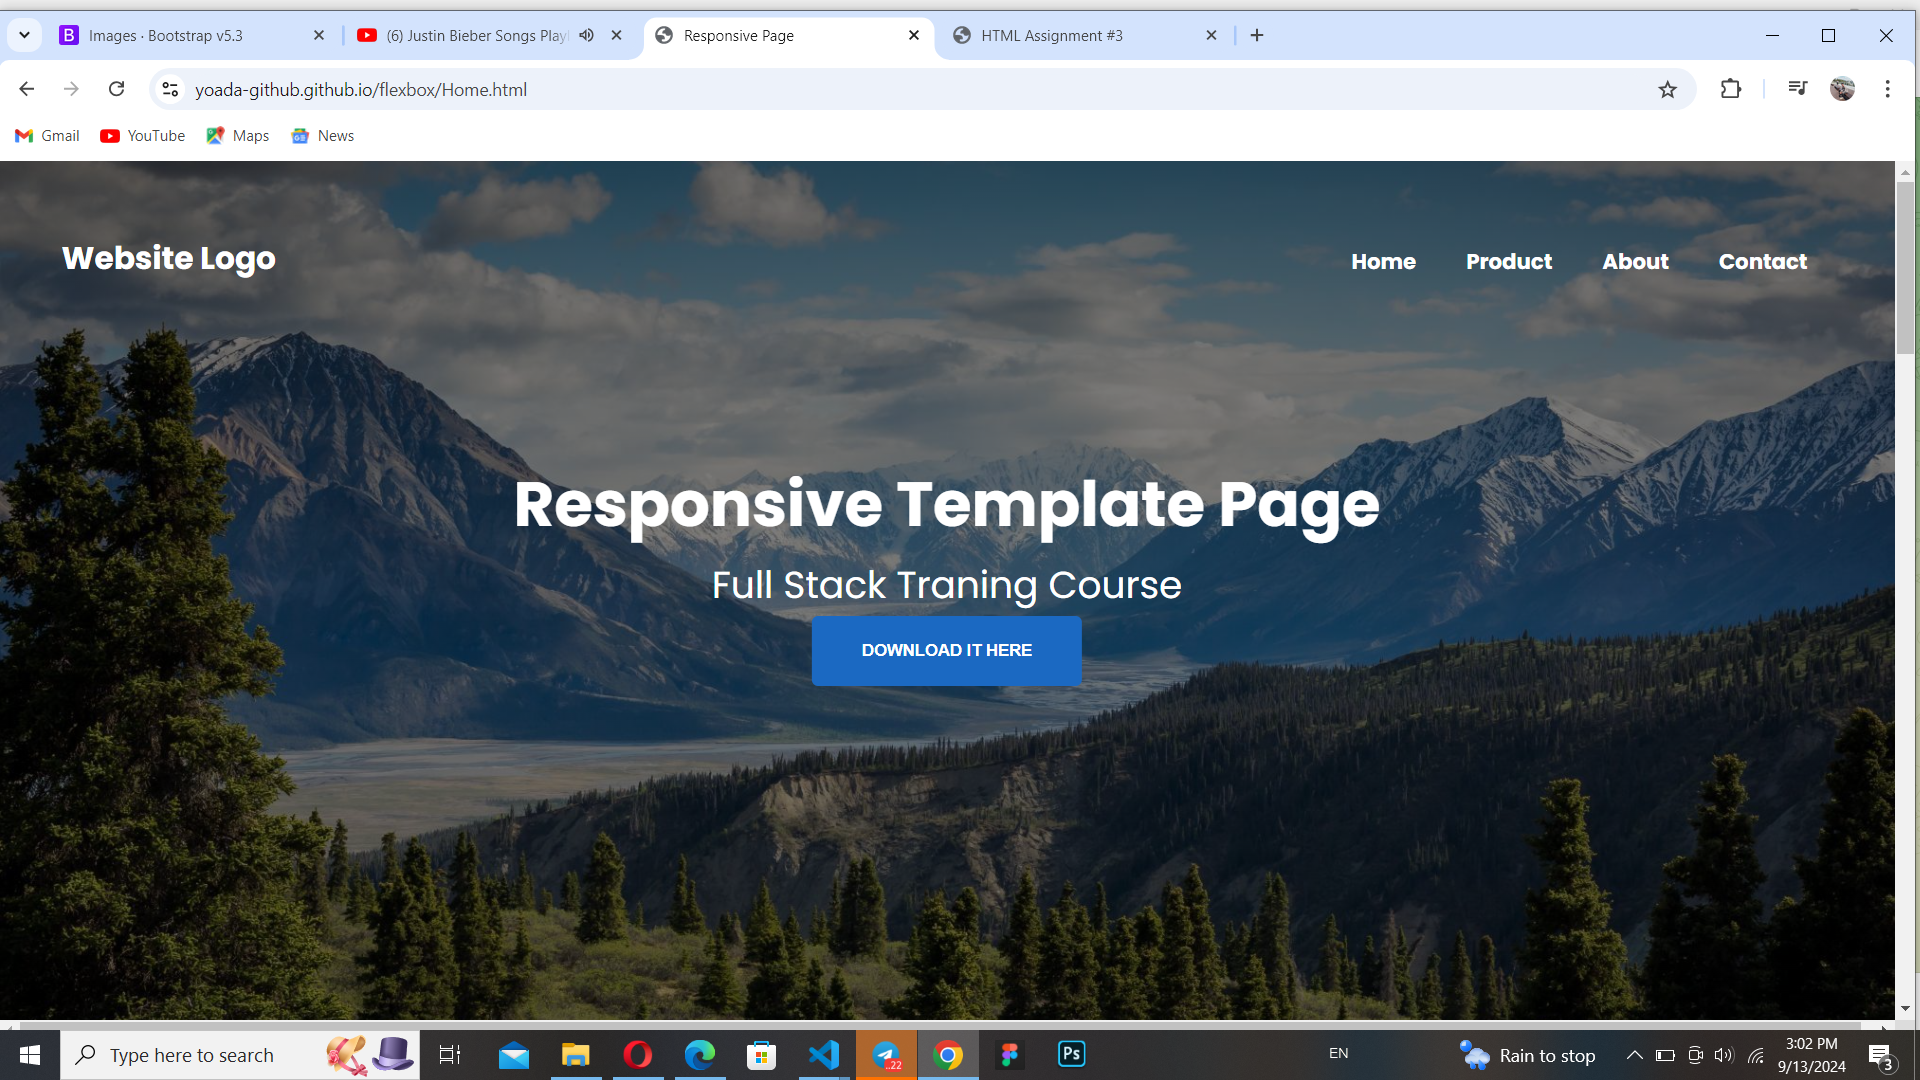 Images · Bootstrap v5.3
(6) Justin Bieber Songs Play
Responsive Page
HTML Assignment #3
yoada-github.github.io/flexbox/Home.html
Gmail
YouTube
Maps
News
Website Logo
Home
Product
About
Contact
Responsive Template Page
Full Stack Traning Course
DOWNLOAD IT HERE
Type here to search
..22
Ps
EN
Rain to stop
3:02 PM
9/13/2024
3